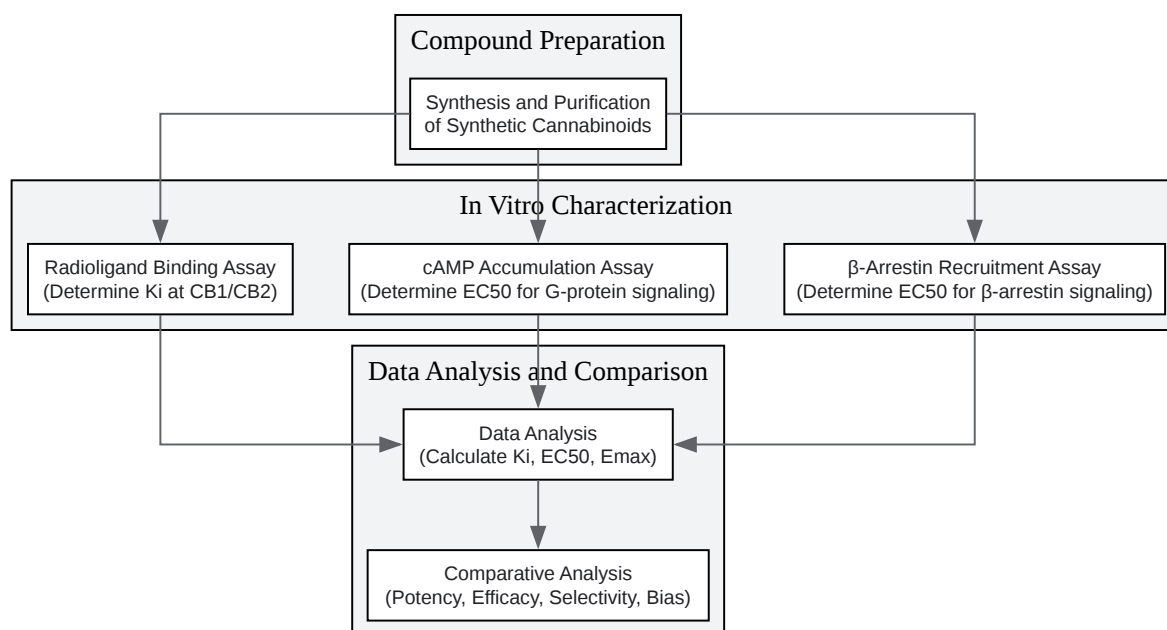 Compound Preparation
Synthesis and Purification
of Synthetic Cannabinoids
In Vitro Characterization
Radioligand Binding Assay
(Determine Ki at CB1/CB2)
cAMP Accumulation Assay
(Determine EC50 for G-protein signaling)
β-Arrestin Recruitment Assay
(Determine EC50 for β-arrestin signaling)
Data Analysis and Comparison
Data Analysis
(Calculate Ki, EC50, Emax)
Comparative Analysis
(Potency, Efficacy, Selectivity, Bias)